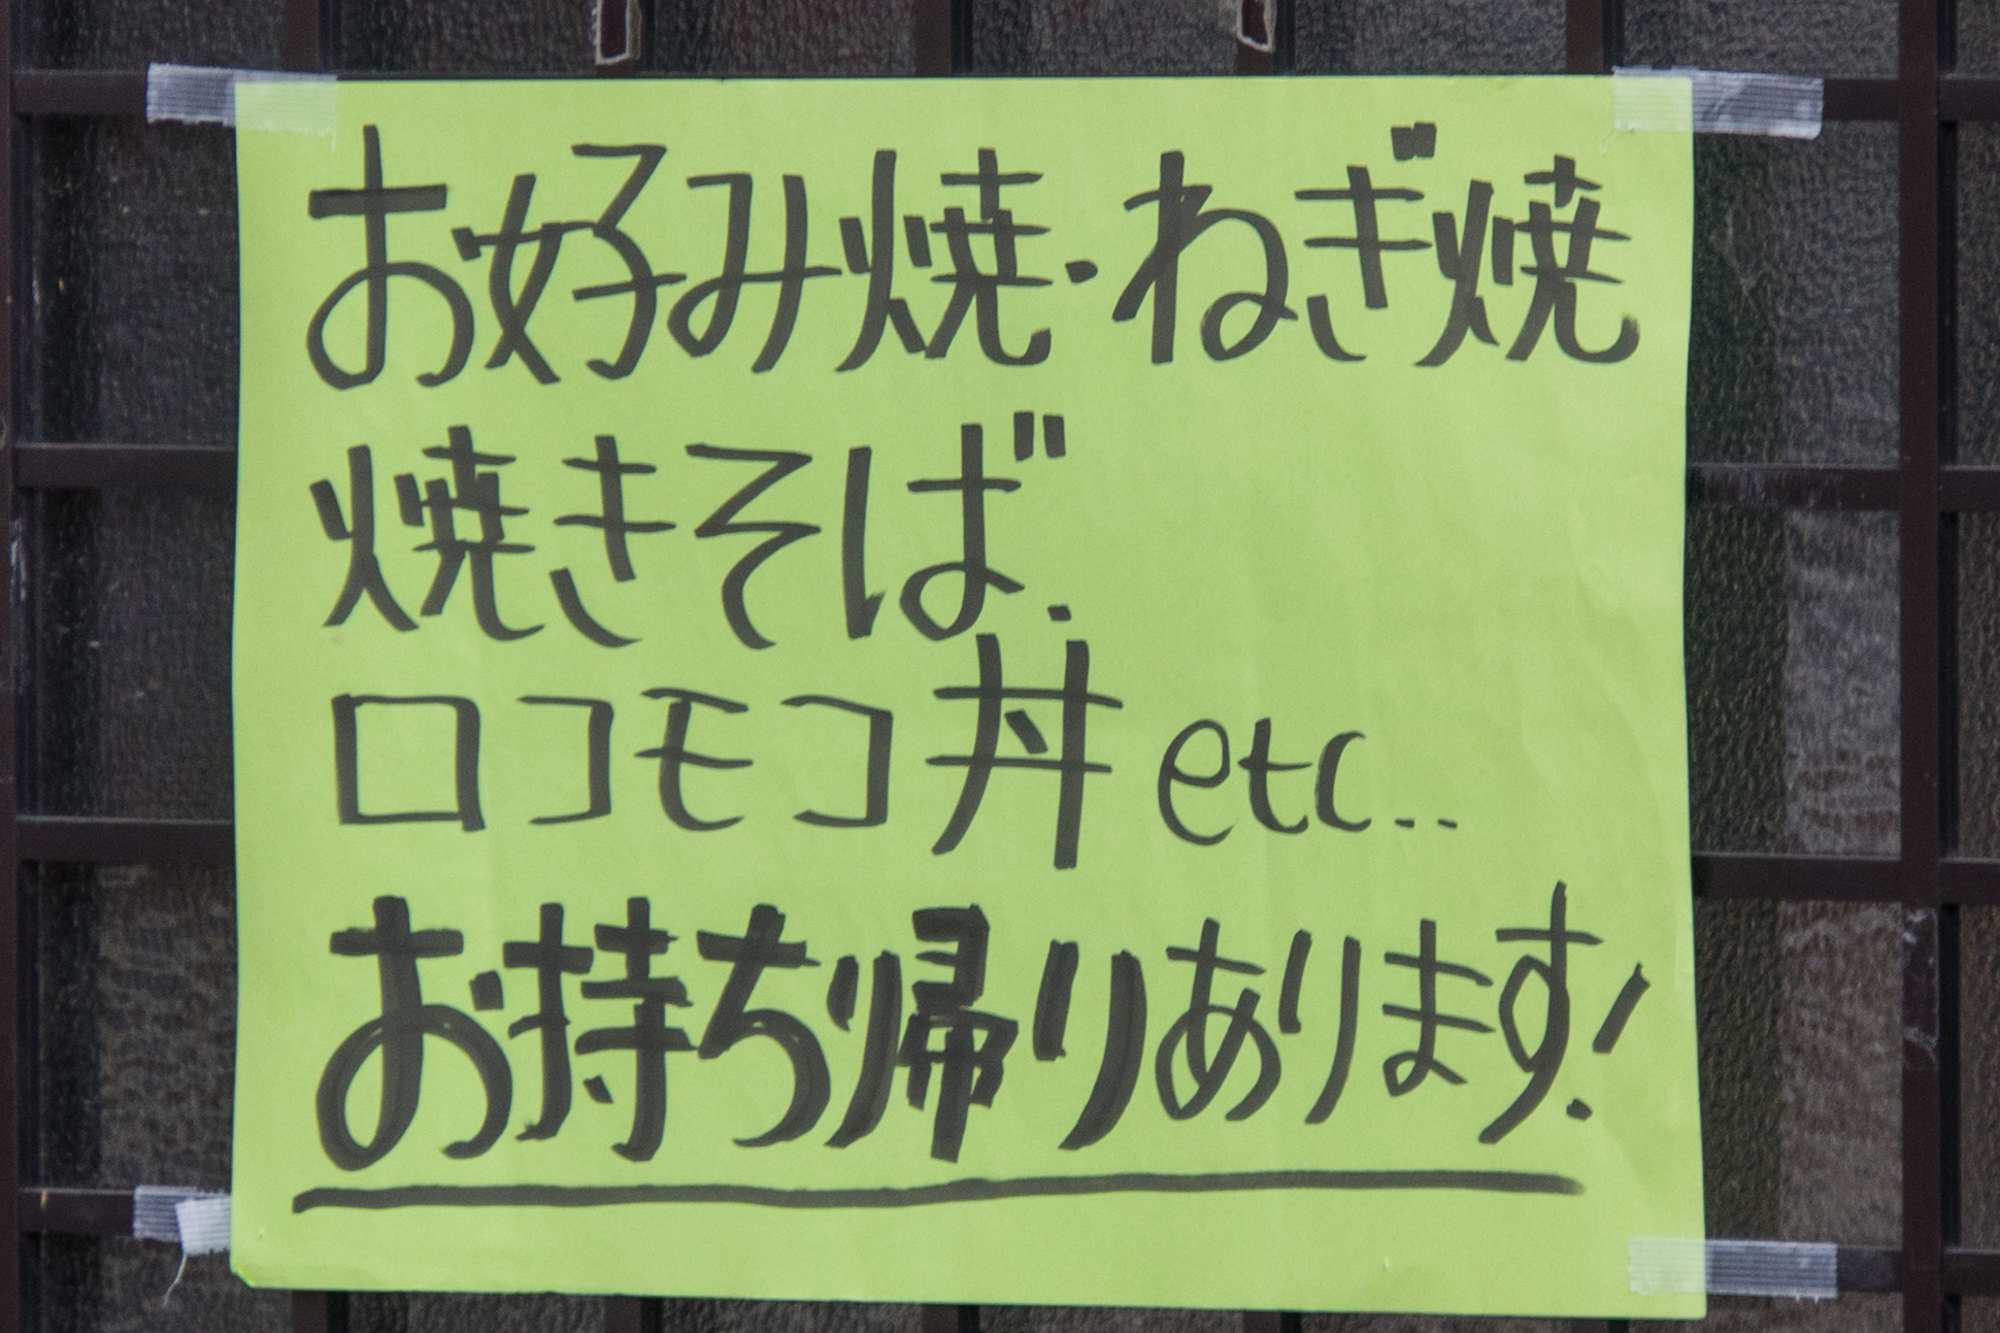 お好み焼・ねぎ焼
焼きそば.
ロコモコ丼 etc..
お持ち帰りあります!